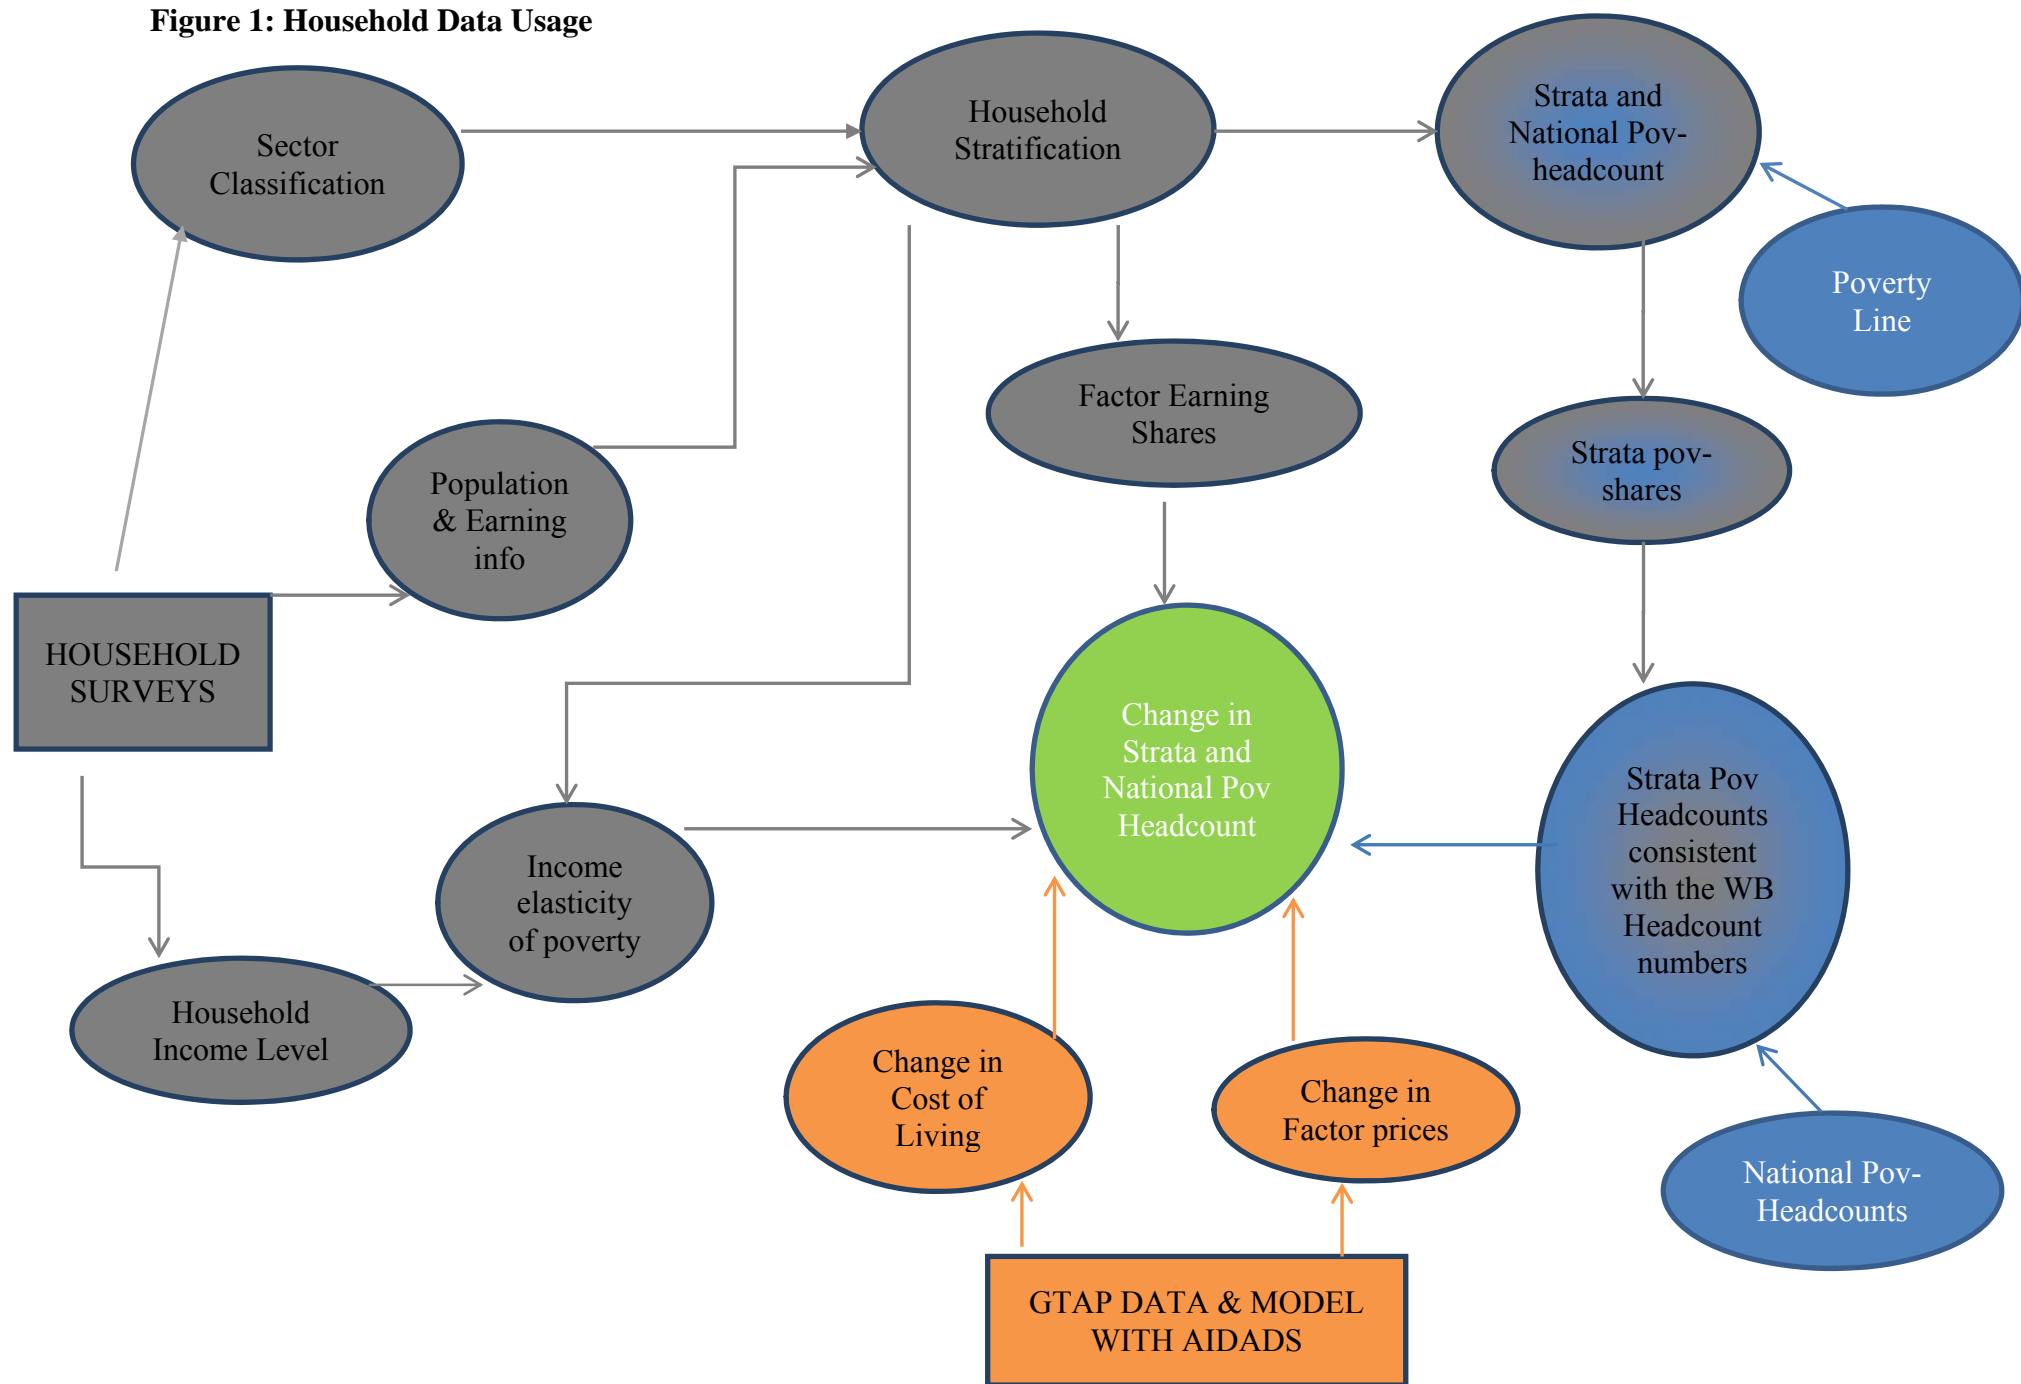 Figure 1: Household Data Usage
Sector
Classification
Household
Stratification
Strata and
National Pov-
headcount
Poverty
Line
Factor Earning
Shares
Strata pov-
shares
Population
& Earning
info
HOUSEHOLD
SURVEYS
Change in
Strata and
National Pov
Headcount
Strata Pov
Headcounts
consistent
with the WB
Headcount
numbers
Income
elasticity
of poverty
Household
Income Level
Change in
Cost of
Living
Change in
Factor prices
National Pov-
Headcounts
GTAP DATA & MODEL
WITH AIDADS